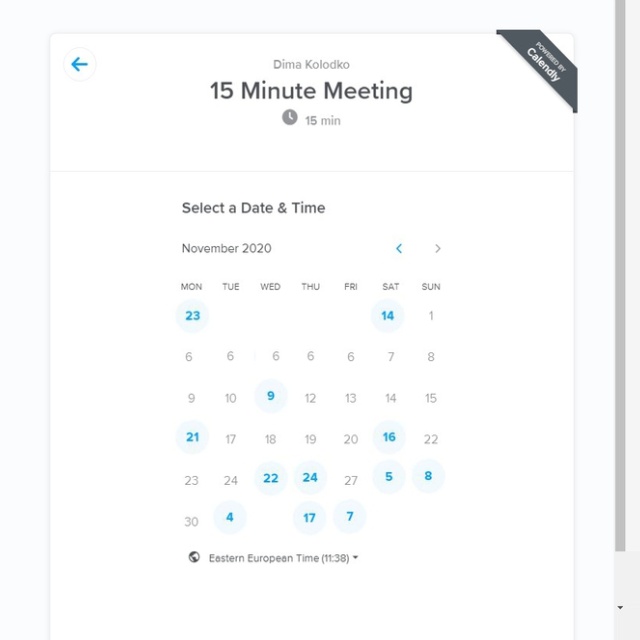 POWERED BY
Calendly
Dima Kolodko
15 Minute Meeting
15 min
Select a Date & Time
November 2020
MON TUE WED THU FRI SAT SUN
23 14 1
6 6 6 6 6 7 8
9 10 9 12 13 14 15
21 17 18 19 20 16 22
23 24 22 24 27 5 8
30 4 17 7
Eastern European Time (11:38)